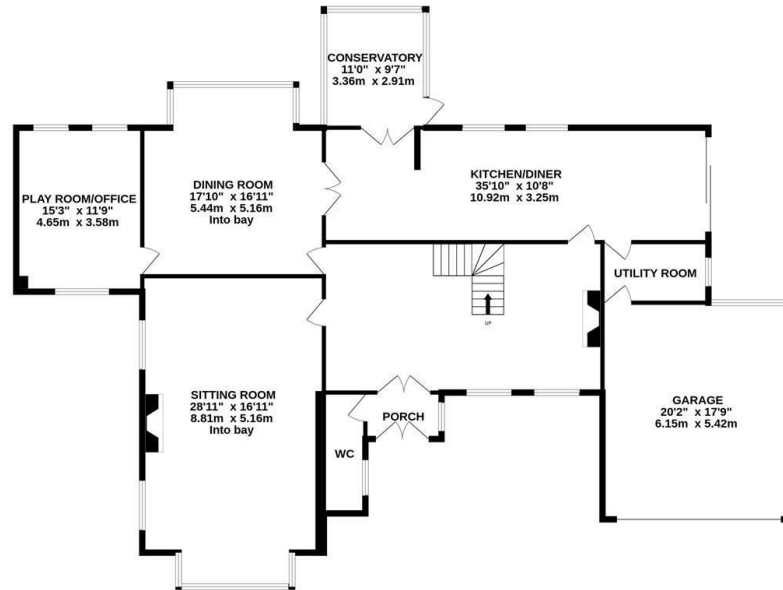 CONSERVATORY
11'0" x 9'7"
3.36m x 2.91m
KITCHEN/DINER
35'10" x 10'8"
10.92m x 3.25m
DINING ROOM
17'10" x 16'11"
5.44m x 5.16m
Into bay
PLAY ROOM/OFFICE
15'3" x 11'9"
4.65m x 3.58m
UTILITY ROOM
UP
SITTING ROOM
28'11" x 16'11"
8.81m x 5.16m
Into bay
PORCH
GARAGE
20'2" x 17'9"
6.15m x 5.42m
WC